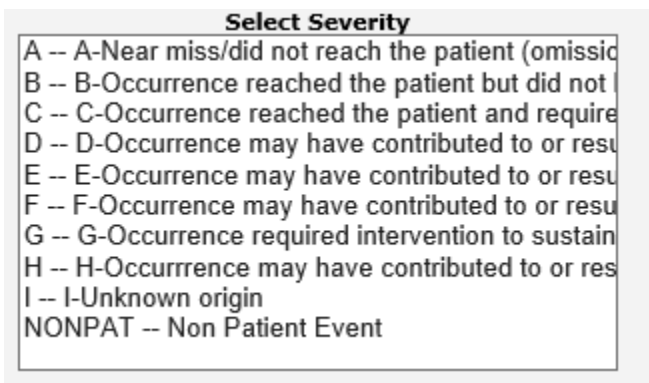 Select Severity
A -- A-Near miss/did not reach the patient (omissio
B -- B-Occurrence reached the patient but did not
C -- C-Occurrence reached the patient and require
D -- D-Occurrence may have contributed to or resu
E -- E-Occurrence may have contributed to or resu
F -- F-Occurrence may have contributed to or resu
G -- G-Occurrence required intervention to sustain
H -- H-Occurrrence may have contributed to or res
I -- I-Unknown origin
NONPAT -- Non Patient Event